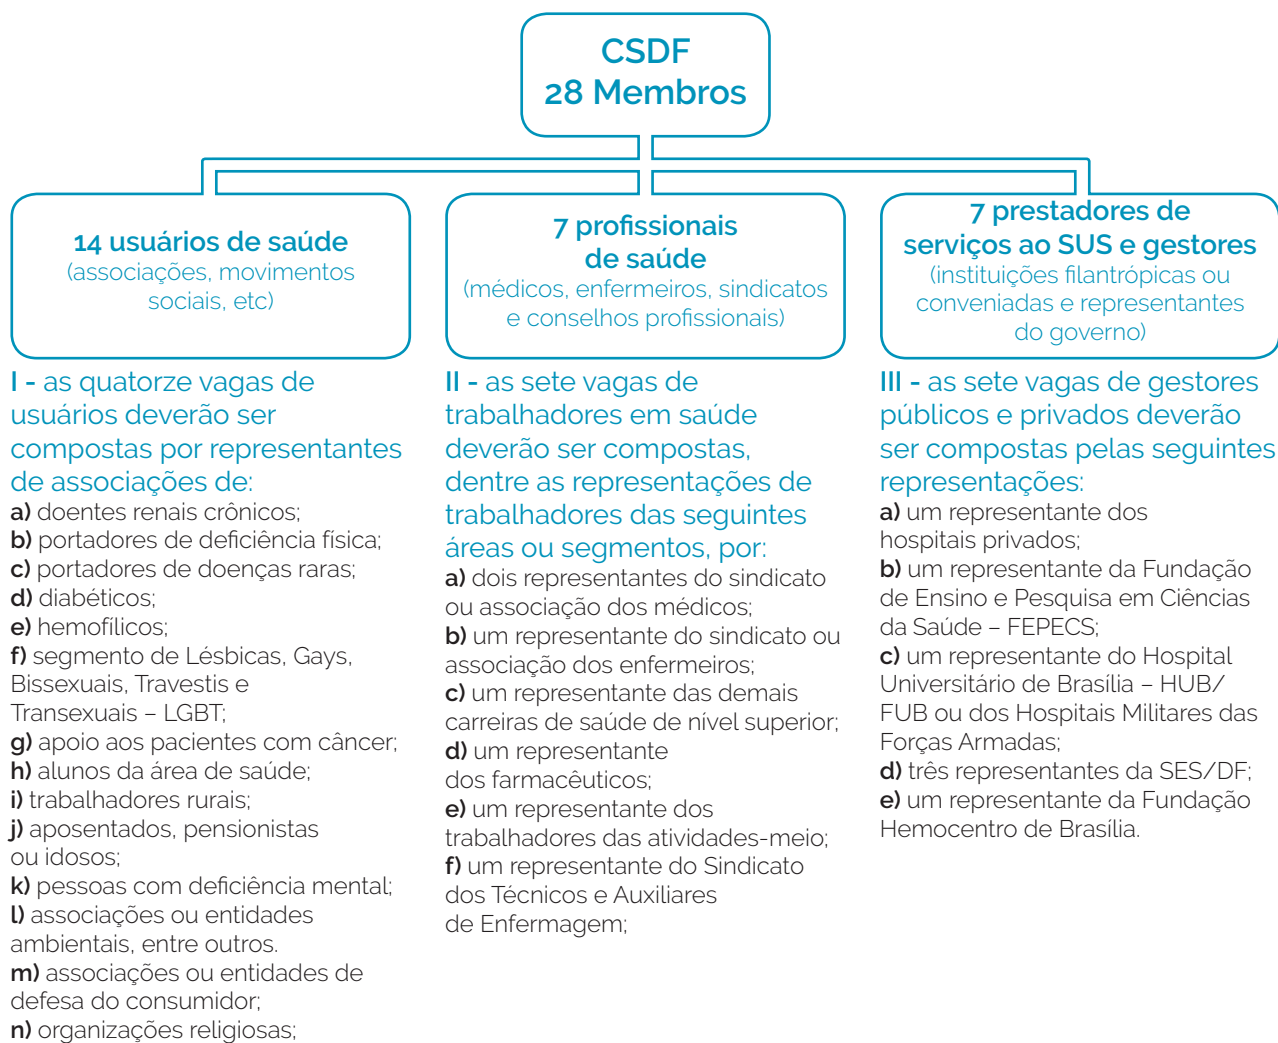 CSDF
28 Membros
14 usuários de saúde
(associações, movimentos
sociais, etc)
7 profissionais
de saúde
(médicos, enfermeiros, sindicatos
e conselhos profissionais)
7 prestadores de
serviços ao SUS e gestores
(instituições filantrópicas ou
conveniadas e representantes
do governo)
I - as quatorze vagas de
usuários deverão ser
compostas por representantes
de associações de:
a) doentes renais crônicos;
b) portadores de deficiência física;
c) portadores de doenças raras;
d) diabéticos;
e) hemofílicos;
f) segmento de Lésbicas, Gays,
Bissexuais, Travestis e
Transexuais – LGBT;
g) apoio aos pacientes com câncer;
h) alunos da área de saúde;
i) trabalhadores rurais;
j) aposentados, pensionistas
ou idosos;
k) pessoas com deficiência mental;
l) associações ou entidades
ambientais, entre outros.
m) associações ou entidades de
defesa do consumidor;
n) organizações religiosas;
II - as sete vagas de
trabalhadores em saúde
deverão ser compostas,
dentre as representações de
trabalhadores das seguintes
áreas ou segmentos, por:
a) dois representantes do sindicato
ou associação dos médicos;
b) um representante do sindicato ou
associação dos enfermeiros;
c) um representante das demais
carreiras de saúde de nível superior;
d) um representante
dos farmacêuticos;
e) um representante dos
trabalhadores das atividades-meio;
f) um representante do Sindicato
dos Técnicos e Auxiliares
de Enfermagem;
III - as sete vagas de gestores
públicos e privados deverão
ser compostas pelas seguintes
representações:
a) um representante dos
hospitais privados;
b) um representante da Fundação
de Ensino e Pesquisa em Ciências
da Saúde – FEPECS;
c) um representante do Hospital
Universitário de Brasília – HUB/
FUB ou dos Hospitais Militares das
Forças Armadas;
d) três representantes da SES/DF;
e) um representante da Fundação
Hemocentro de Brasília.